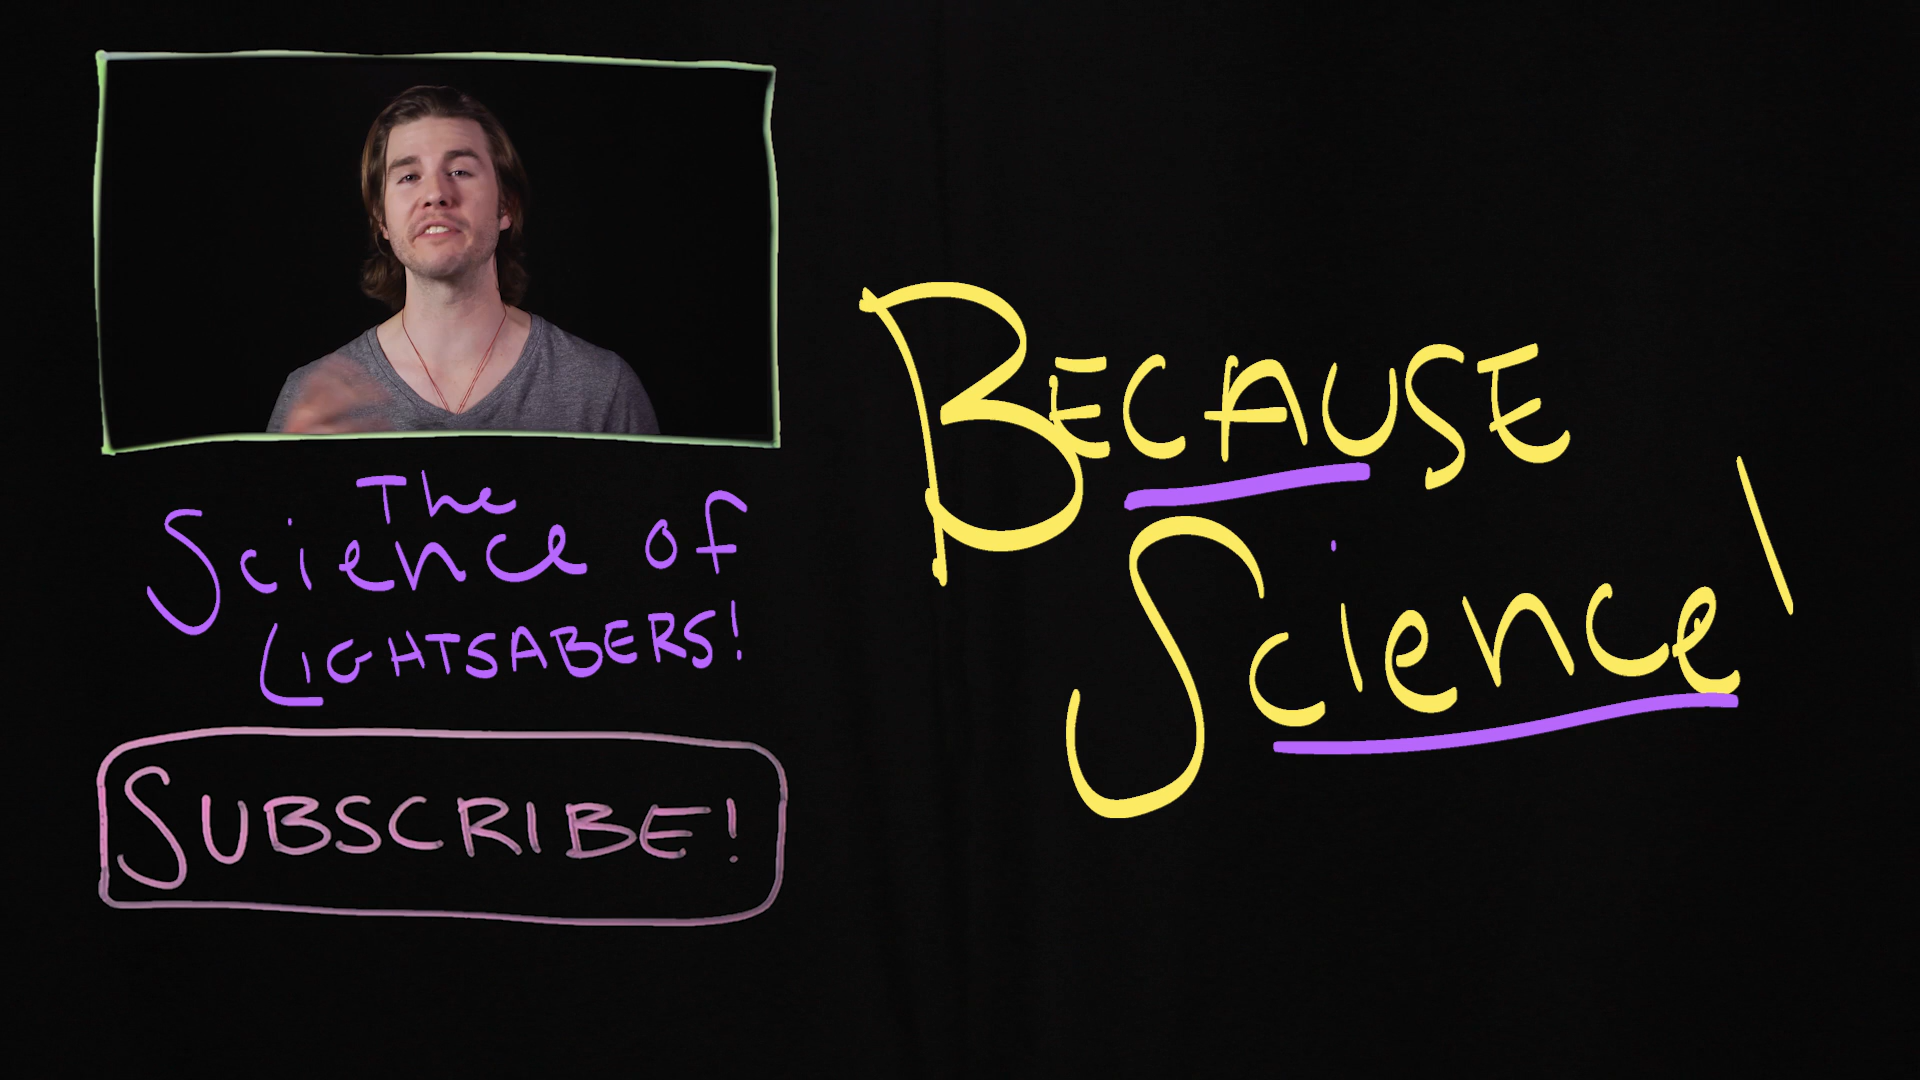 The
Science of
LIGHTSABERS!
SUBSCRIBE!
BECAUSE
Science!